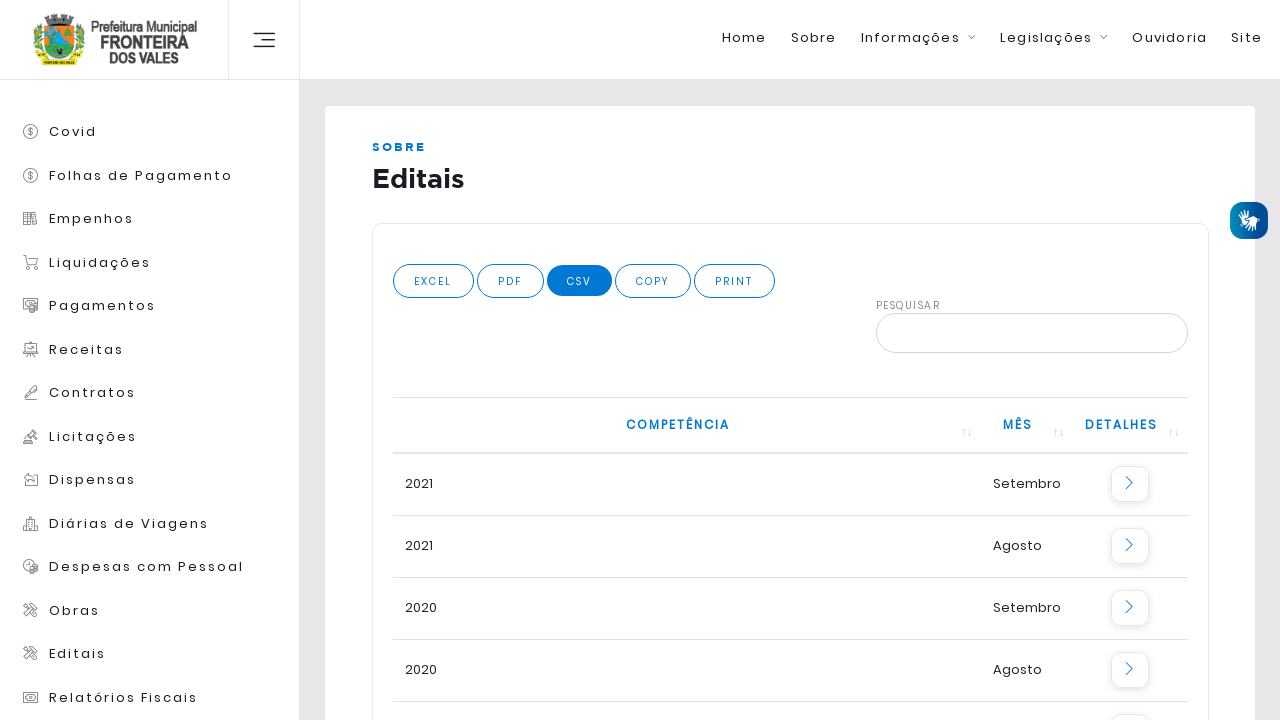 Prefeitura Municipal
FRONTEIRA
DOS VALES
Home
Sobre
Informações
Legislações
Ouvidoria
Site
Covid
Folhas de Pagamento
Empenhos
Liquidações
Pagamentos
Receitas
Contratos
Licitações
Dispensas
Diárias de Viagens
Despesas com Pessoal
Obras
Editais
Relatórios Fiscais
SOBRE
Editais
EXCEL
PDF
CSV
COPY
PRINT
PESQUISAR
COMPETÊNCIA
MÊS
DETALHES
2021
Setembro
2021
Agosto
2020
Setembro
2020
Agosto